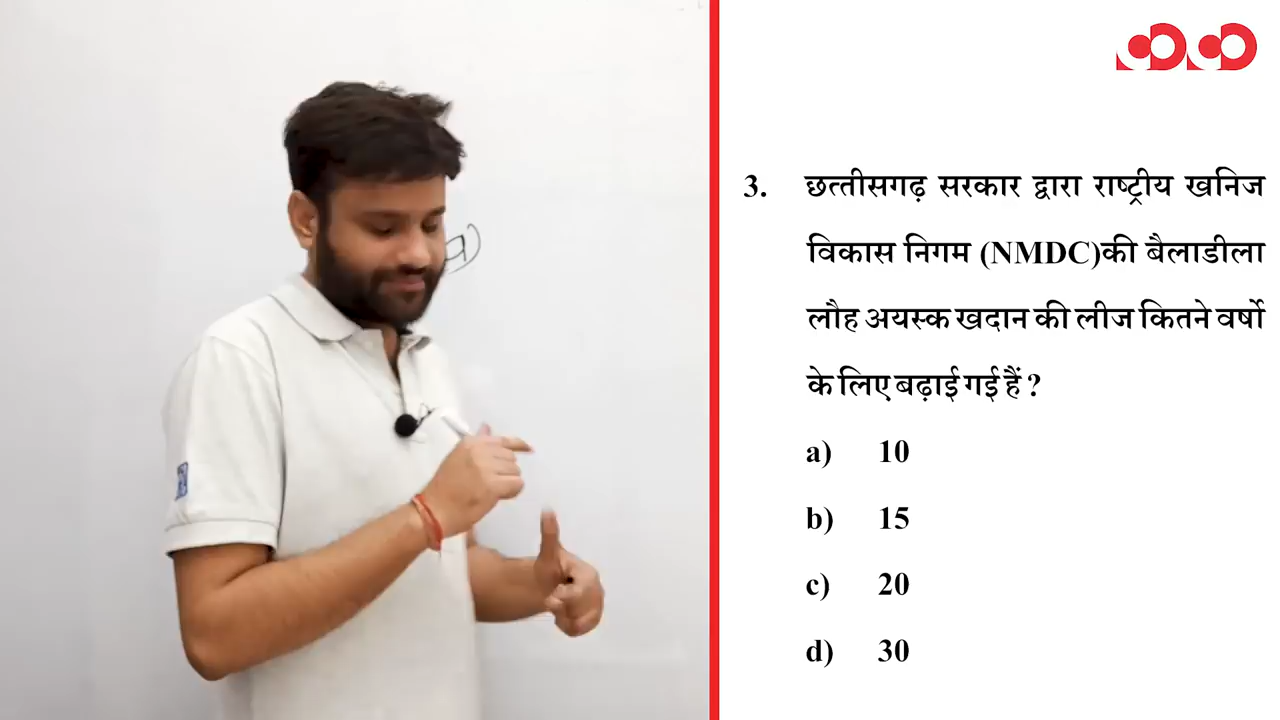 3. छत्तीसगढ़ सरकार द्वारा राष्ट्रीय खनिज
विकास निगम (NMDC)की बैलाडीला
लौह अयस्क खदान की लीज कितने वर्षो
के लिए बढ़ाई गई हैं ?
a) 10
b) 15
c) 20
d) 30